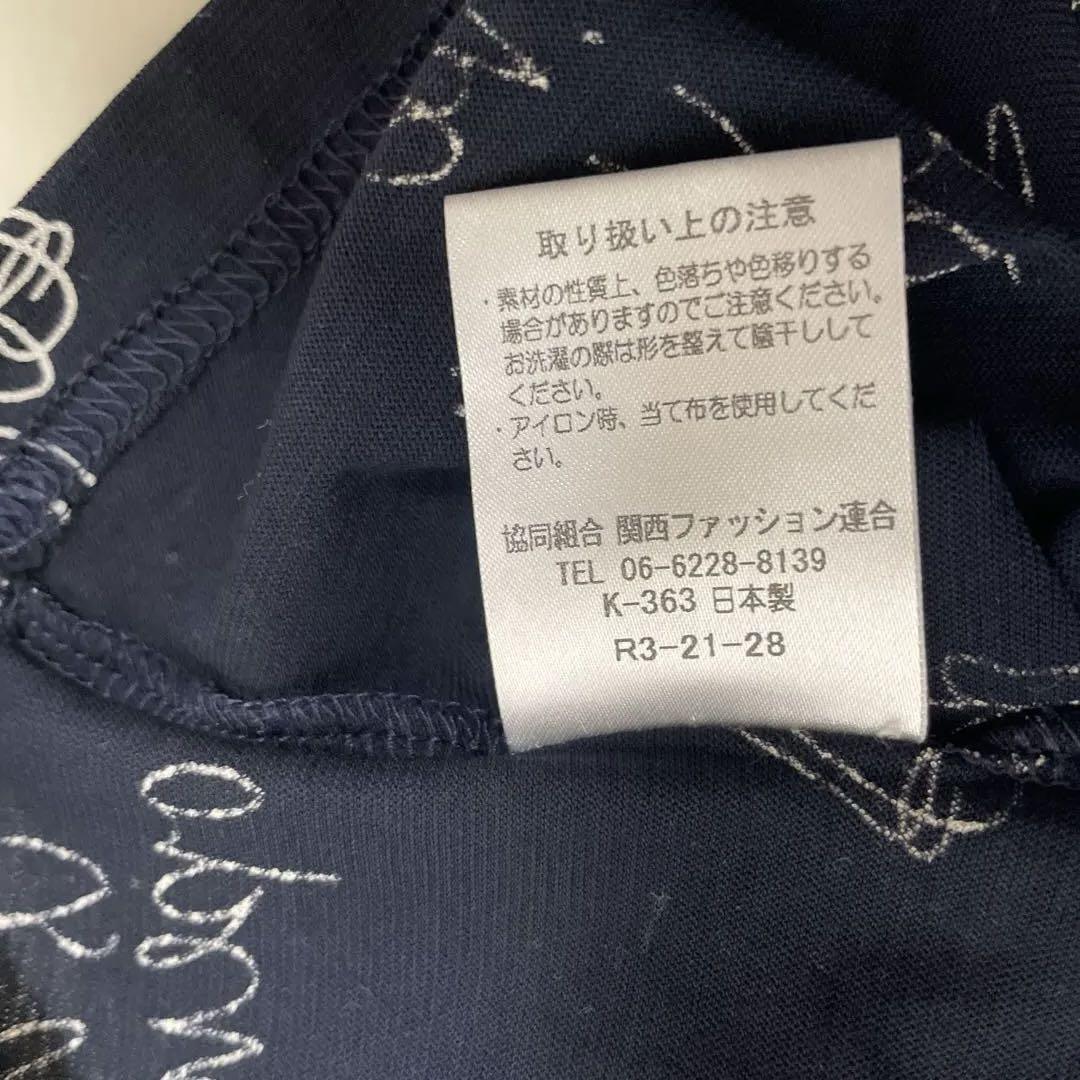 取り扱い上の注意
・素材の性質上、色落ちや色移りする
場合がありますのでご注意ください。
お洗濯の際は形を整えて陰干しして
ください。
・アイロン時、当て布を使用してくだ
さい。
協同組合 関西ファッション連合
TEL 06-6228-8139
K-363 日本製
R3-21-28